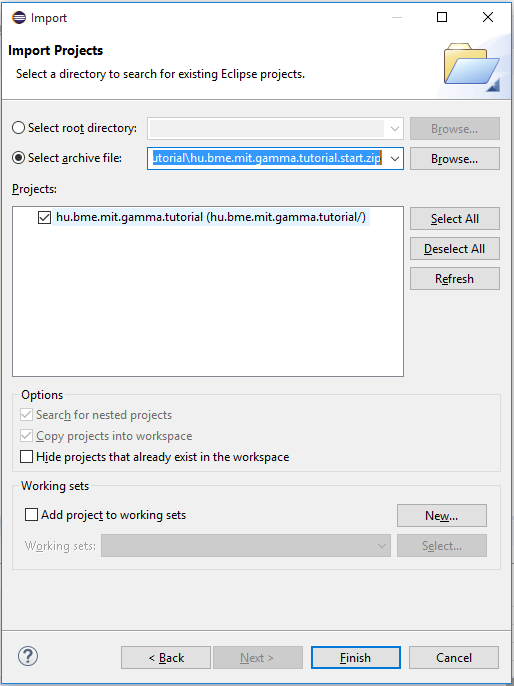 Import
Import Projects
Select a directory to search for existing Eclipse projects.
Select root directory:
Browse...
Select archive file:
utorial\hu.bme.mit.gamma.tutorial.start.zip
Browse...
Projects:
hu.bme.mit.gamma.tutorial (hu.bme.mit.gamma.tutorial/)
Select All
Deselect All
Refresh
Options
Search for nested projects
Copy projects into workspace
Hide projects that already exist in the workspace
Working sets
Add project to working sets
New...
Working sets:
Select...
?
< Back
Next >
Finish
Cancel